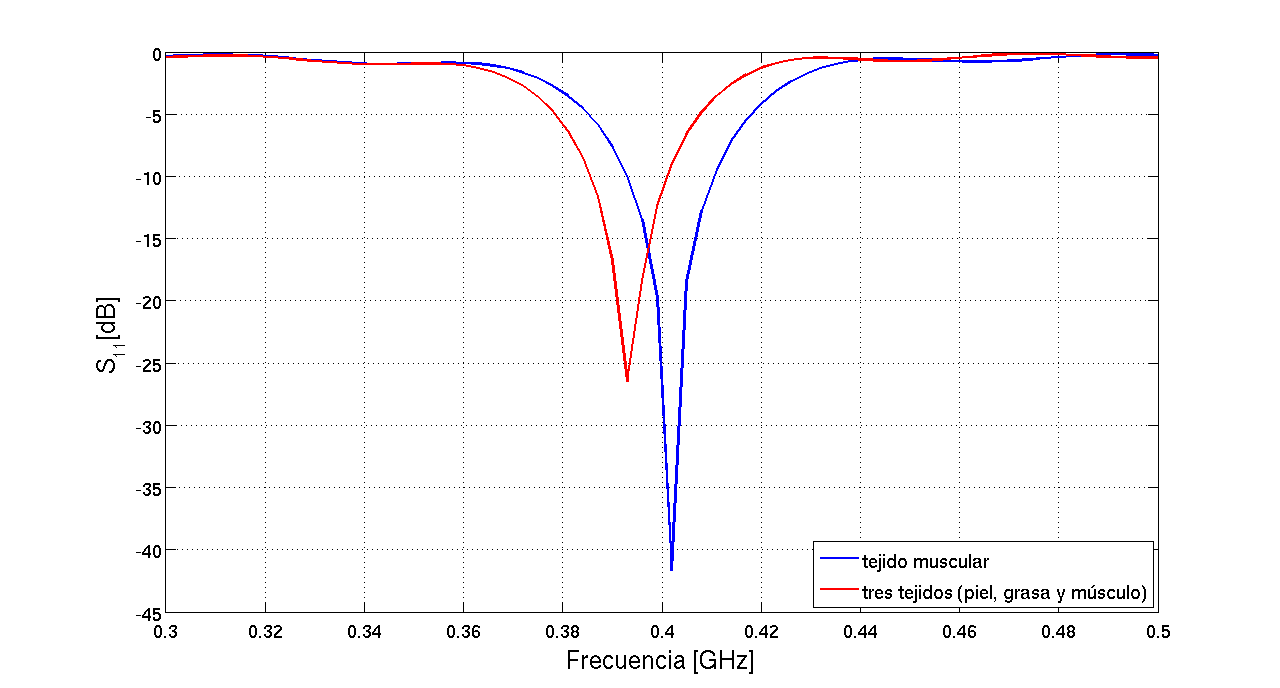 0
-5
-10
-15
-20
-25
-30
-35
-40
-45
S11 [dB]
tejido muscular
tres tejidos (piel, grasa y músculo)
0.3 0.32 0.34 0.36 0.38 0.4 0.42 0.44 0.46 0.48 0.5
Frecuencia [GHz]